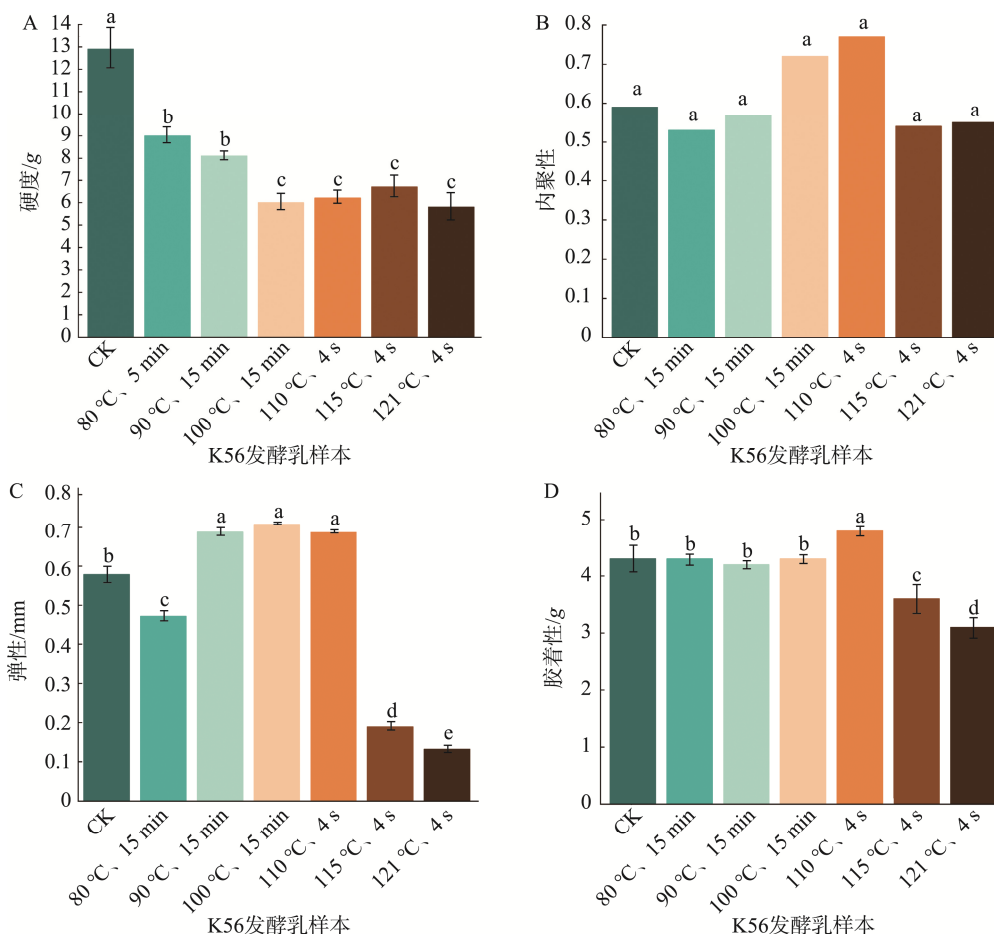 A
硬度/g
14
13
12
11
10
9
8
7
6
5
4
3
2
1
0
a
b
b
c
c
c
c
CK
80 ℃、5 min
90 ℃、15 min
100 ℃、15 min
110 ℃、4 s
115 ℃、4 s
121 ℃、4 s
K56发酵乳样本
B
内聚性
0.8
0.7
0.6
0.5
0.4
0.3
0.2
0.1
0
a
a
a
a
a
a
a
CK
80 ℃、15 min
90 ℃、15 min
100 ℃、15 min
110 ℃、4 s
115 ℃、4 s
121 ℃、4 s
K56发酵乳样本
C
弹性/mm
0.8
0.7
0.6
0.5
0.4
0.3
0.2
0.1
0
b
c
a
a
a
d
e
CK
80 ℃、15 min
90 ℃、15 min
100 ℃、15 min
110 ℃、4 s
115 ℃、4 s
121 ℃、4 s
K56发酵乳样本
D
胶着性/g
5
4
3
2
1
0
b
b
b
b
a
c
d
CK
80 ℃、15 min
90 ℃、15 min
100 ℃、15 min
110 ℃、4 s
115 ℃、4 s
121 ℃、4 s
K56发酵乳样本